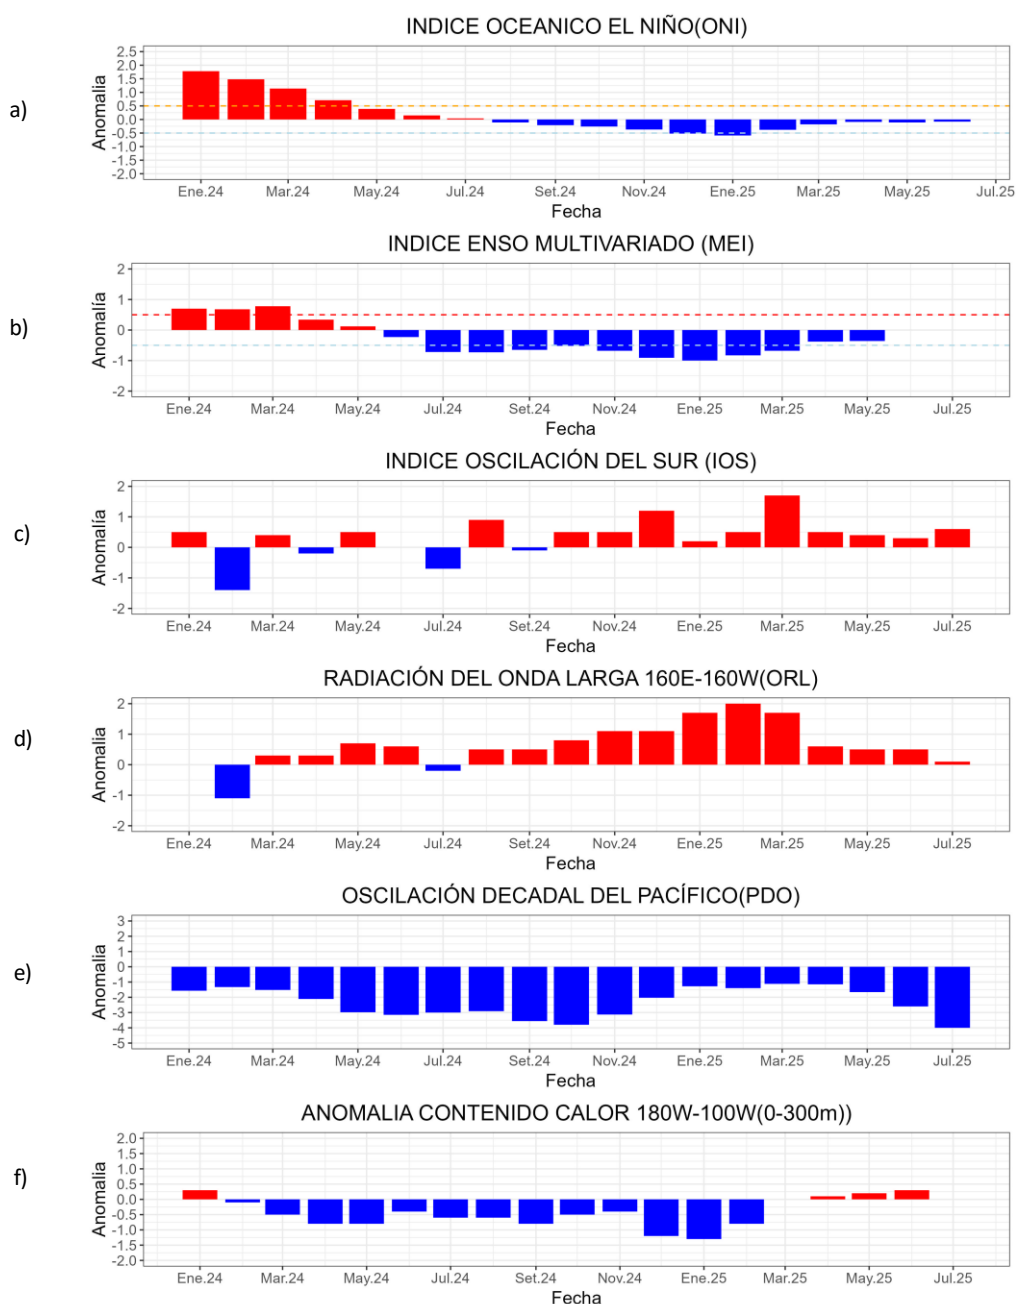 INDICE OCEANICO EL NIÑO(ONI)
a)
Anomalia
2.5
2.0
1.5
1.0
0.5
0.0
-0.5
-1.0
-1.5
-2.0
Ene.24 Mar.24 May.24 Jul.24 Set.24 Nov.24 Ene.25 Mar.25 May.25 Jul.25
Fecha
INDICE ENSO MULTIVARIADO (MEI)
b)
Anomalía
2
1
0
-1
-2
Ene.24 Mar.24 May.24 Jul.24 Set.24 Nov.24 Ene.25 Mar.25 May.25 Jul.25
Fecha
INDICE OSCILACIÓN DEL SUR (IOS)
c)
Anomalía
2
1
0
-1
-2
Ene.24 Mar.24 May.24 Jul.24 Set.24 Nov.24 Ene.25 Mar.25 May.25 Jul.25
Fecha
RADIACIÓN DEL ONDA LARGA 160E-160W(ORL)
d)
Anomalia
2
1
0
-1
-2
Ene.24 Mar.24 May.24 Jul.24 Set.24 Nov.24 Ene.25 Mar.25 May.25 Jul.25
Fecha
OSCILACIÓN DECADAL DEL PACÍFICO(PDO)
e)
Anomalia
3
2
1
0
-1
-2
-3
-4
-5
Ene.24 Mar.24 May.24 Jul.24 Set.24 Nov.24 Ene.25 Mar.25 May.25 Jul.25
Fecha
ANOMALIA CONTENIDO CALOR 180W-100W(0-300m))
f)
Anomalia
2.0
1.5
1.0
0.5
0.0
-0.5
-1.0
-1.5
-2.0
Ene.24 Mar.24 May.24 Jul.24 Set.24 Nov.24 Ene.25 Mar.25 May.25 Jul.25
Fecha